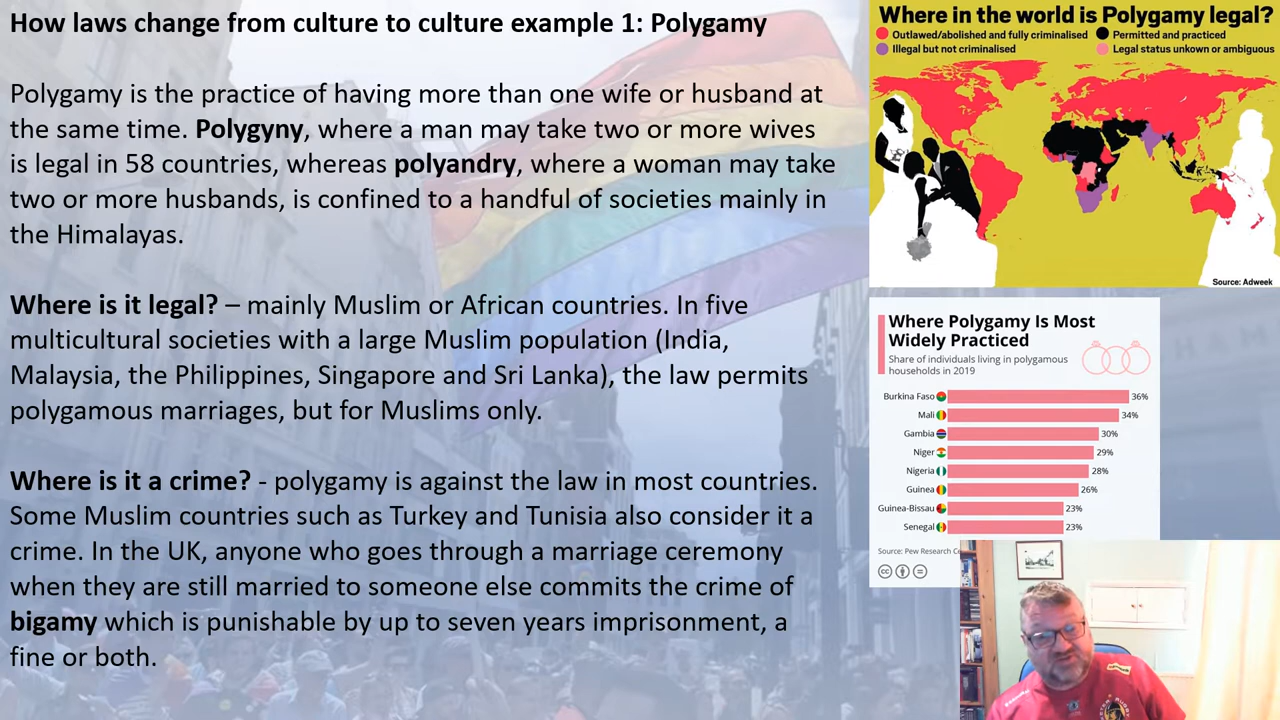 How laws change from culture to culture example 1: Polygamy
Polygamy is the practice of having more than one wife or husband at
the same time. Polygyny, where a man may take two or more wives
is legal in 58 countries, whereas polyandry, where a woman may take
two or more husbands, is confined to a handful of societies mainly in
the Himalayas.
Where is it legal? – mainly Muslim or African countries. In five
multicultural societies with a large Muslim population (India,
Malaysia, the Philippines, Singapore and Sri Lanka), the law permits
polygamous marriages, but for Muslims only.
Where is it a crime? - polygamy is against the law in most countries.
Some Muslim countries such as Turkey and Tunisia also consider it a
crime. In the UK, anyone who goes through a marriage ceremony
when they are still married to someone else commits the crime of
bigamy which is punishable by up to seven years imprisonment, a
fine or both.
Where in the world is Polygamy legal?
Outlawed/abolished and fully criminalised
Permitted and practiced
Illegal but not criminalised
Legal status unkown or ambiguous
Source: Adweek
Where Polygamy Is Most
Widely Practiced
Share of individuals living in polygamous
households in 2019
Burkina Faso 36%
Mali 34%
Gambia 30%
Niger 29%
Nigeria 28%
Guinea 26%
Guinea-Bissau 23%
Senegal 23%
Source: Pew Research